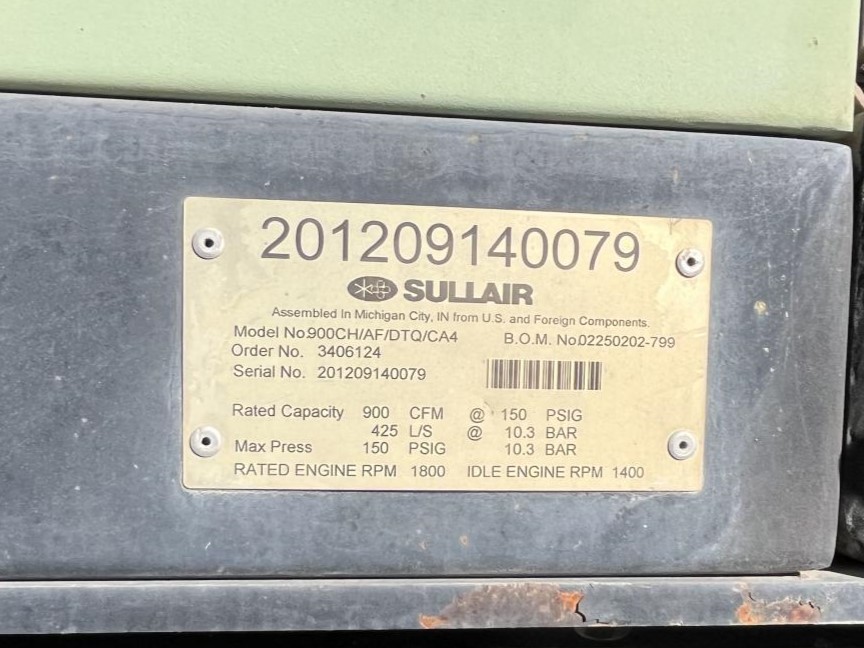 201209140079
SULLAIR
Assembled In Michigan City, IN from U.S. and Foreign Components.
Model No.900CH/AF/DTQ/CA4 B.O.M. No.02250202-799
Order No. 3406124
Serial No. 201209140079
Rated Capacity 900 CFM @ 150 PSIG
425 L/S @ 10.3 BAR
Max Press 150 PSIG 10.3 BAR
RATED ENGINE RPM 1800 IDLE ENGINE RPM 1400